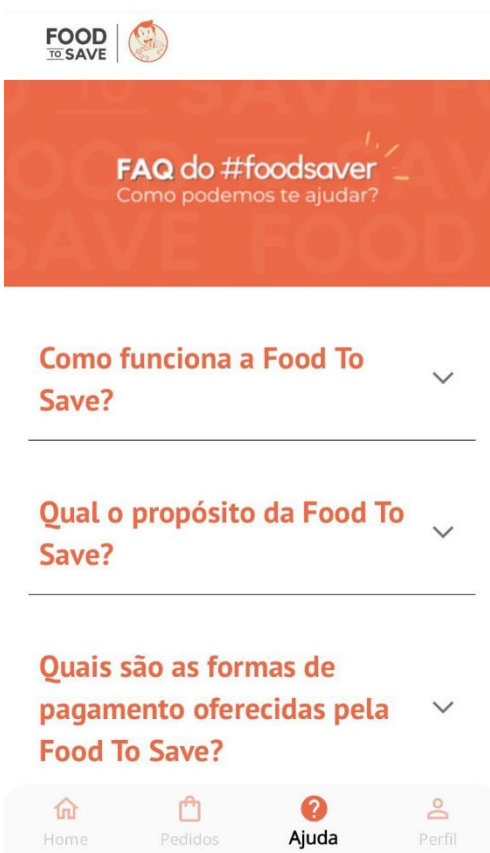 FOOD
TO SAVE
FAQ do #foodsaver
Como podemos te ajudar?
Como funciona a Food To
Save?
Qual o propósito da Food To
Save?
Quais são as formas de
pagamento oferecidas pela
Food To Save?
Home
Pedidos
Ajuda
Perfil